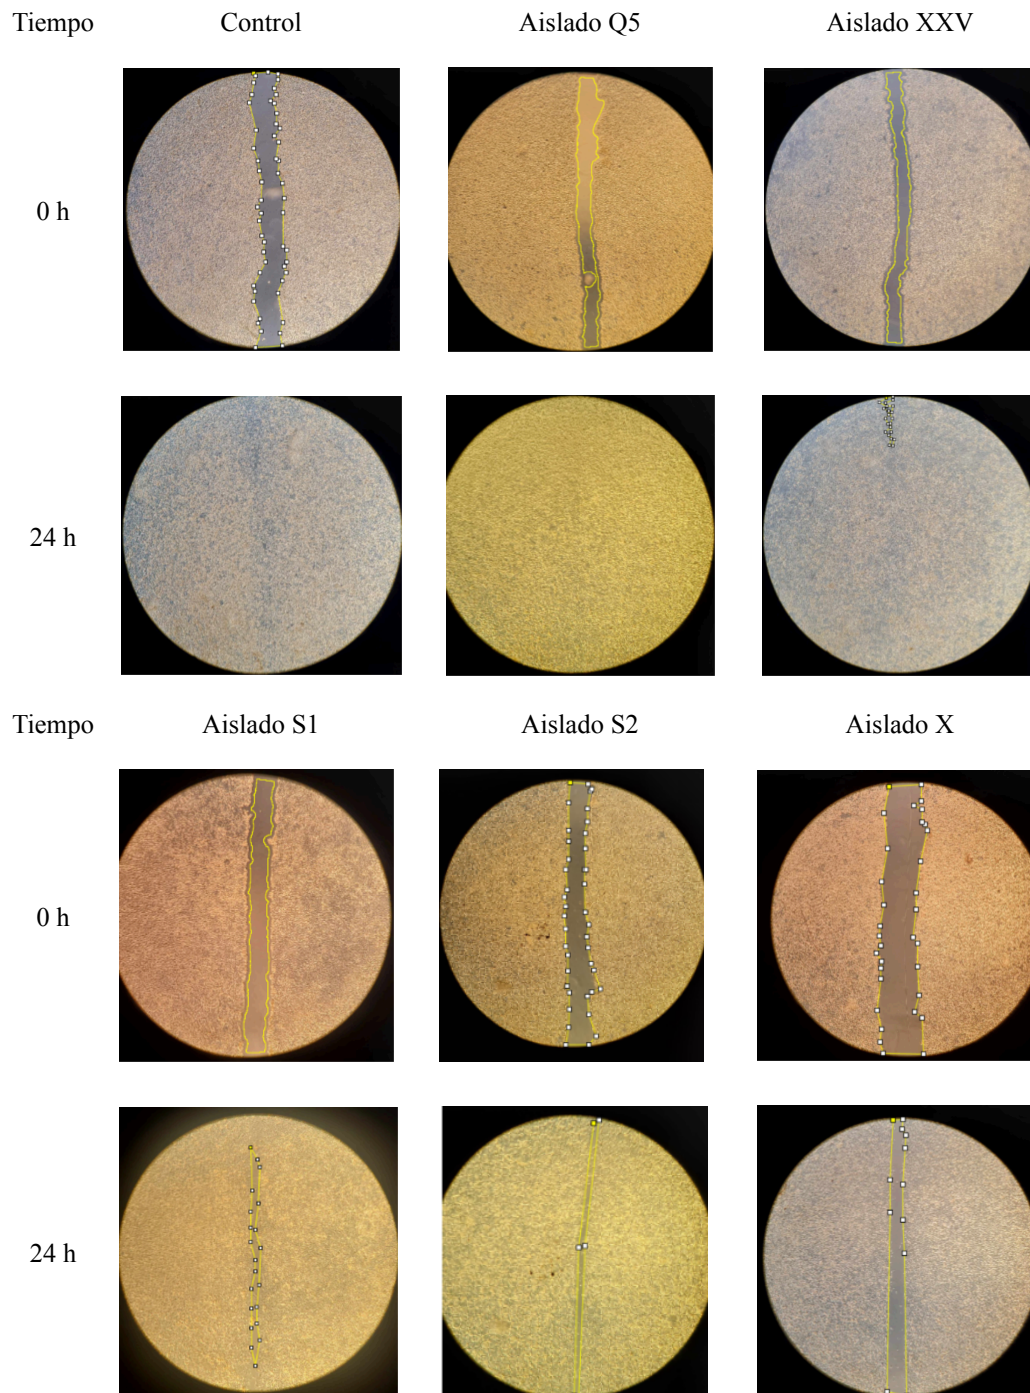 Tiempo Control Aislado Q5 Aislado XXV
0 h
24 h
Tiempo Aislado S1 Aislado S2 Aislado X
0 h
24 h